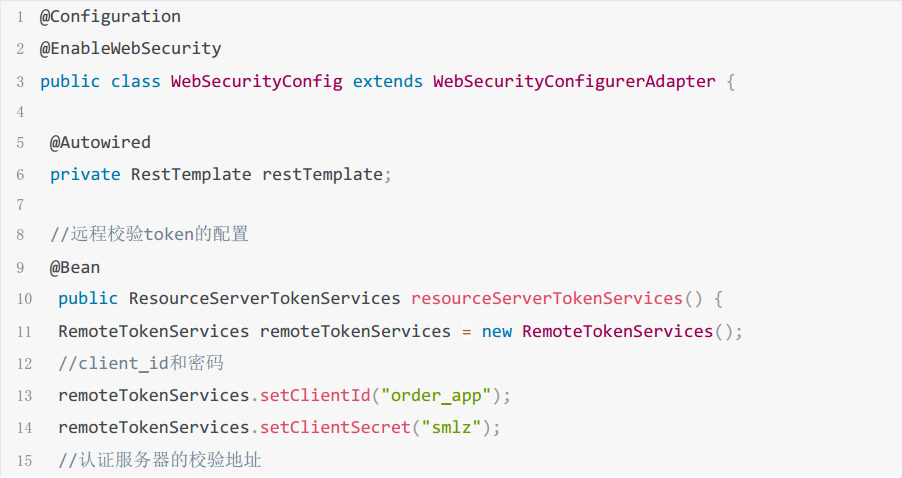 1 @Configuration
2 @EnableWebSecurity
3 public class WebSecurityConfig extends WebSecurityConfigurerAdapter {
4
5 @Autowired
6 private RestTemplate restTemplate;
7
8 //远程校验token的配置
9 @Bean
10 public ResourceServerTokenServices resourceServerTokenServices() {
11 RemoteTokenServices remoteTokenServices = new RemoteTokenServices();
12 //client_id和密码
13 remoteTokenServices.setClientId("order_app");
14 remoteTokenServices.setClientSecret("smlz");
15 //认证服务器的校验地址